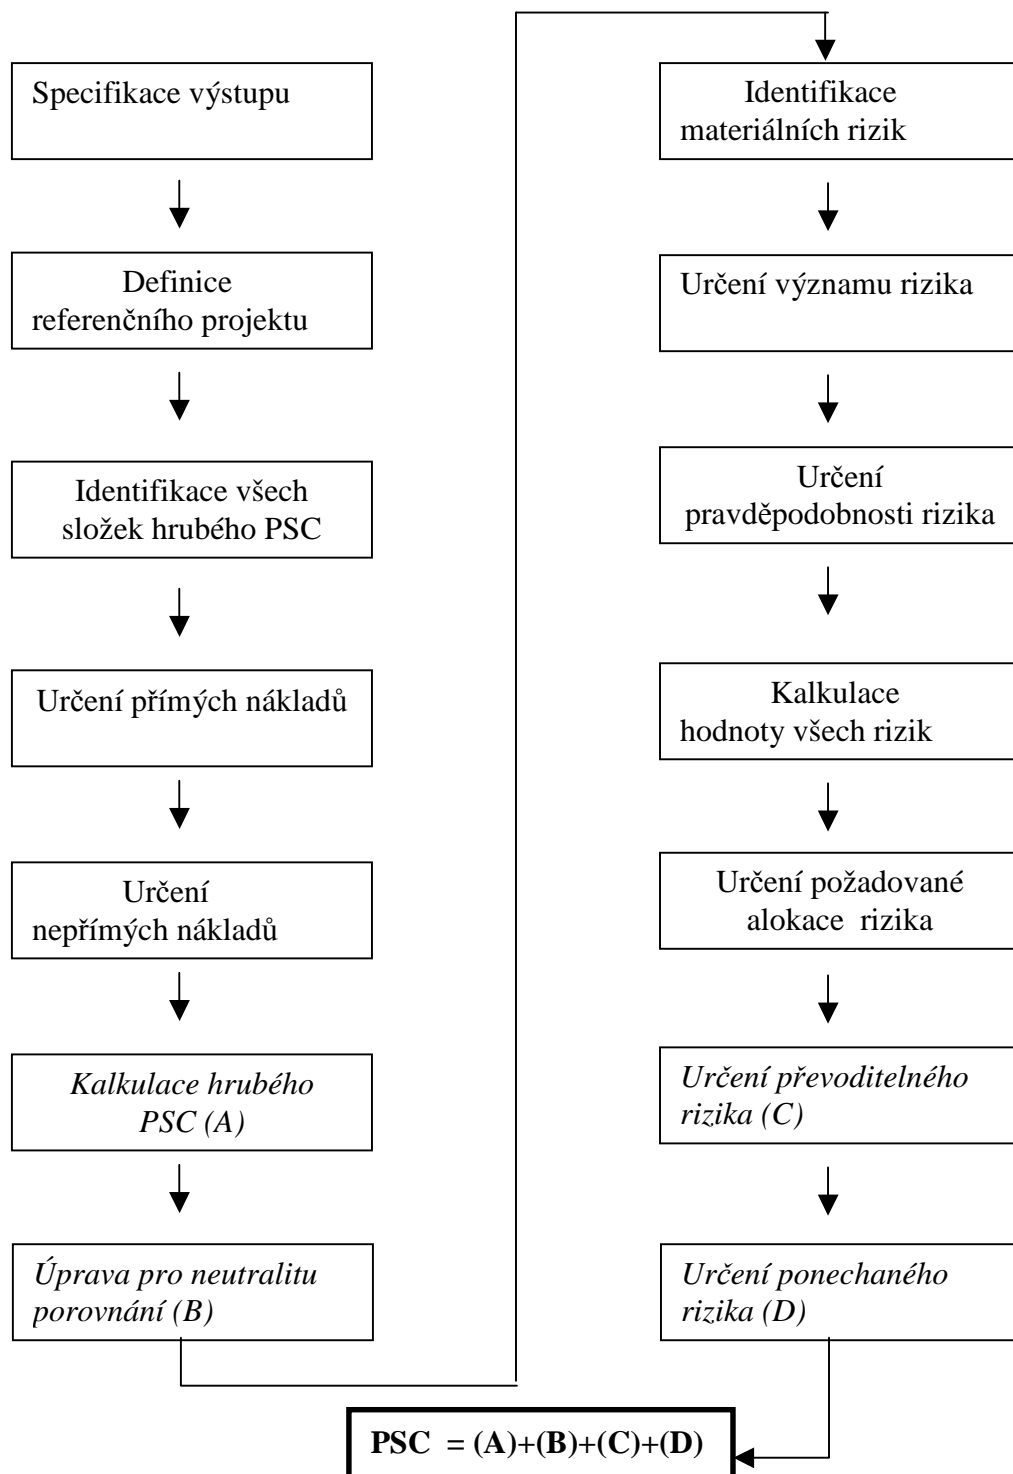 Specifikace výstupu
Definice
referenčního projektu
Identifikace všech
složek hrubého PSC
Určení přímých nákladů
Určení
nepřímých nákladů
Kalkulace hrubého
PSC (A)
Úprava pro neutralitu
porovnání (B)
Identifikace
materiálních rizik
Určení významu rizika
Určení
pravděpodobnosti rizika
Kalkulace
hodnoty všech rizik
Určení požadované
alokace rizika
Určení převoditelného
rizika (C)
Určení ponechaného
rizika (D)
PSC = (A)+(B)+(C)+(D)